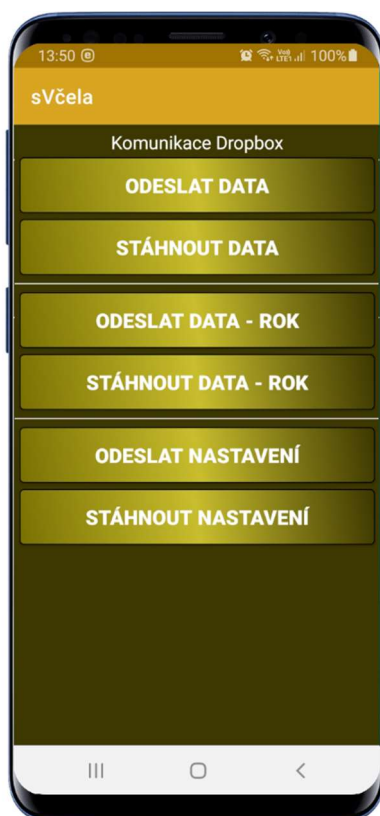 13:50 100%
sVčela
Komunikace Dropbox
ODESLAT DATA
STÁHNOUT DATA
ODESLAT DATA - ROK
STÁHNOUT DATA - ROK
ODESLAT NASTAVENÍ
STÁHNOUT NASTAVENÍ